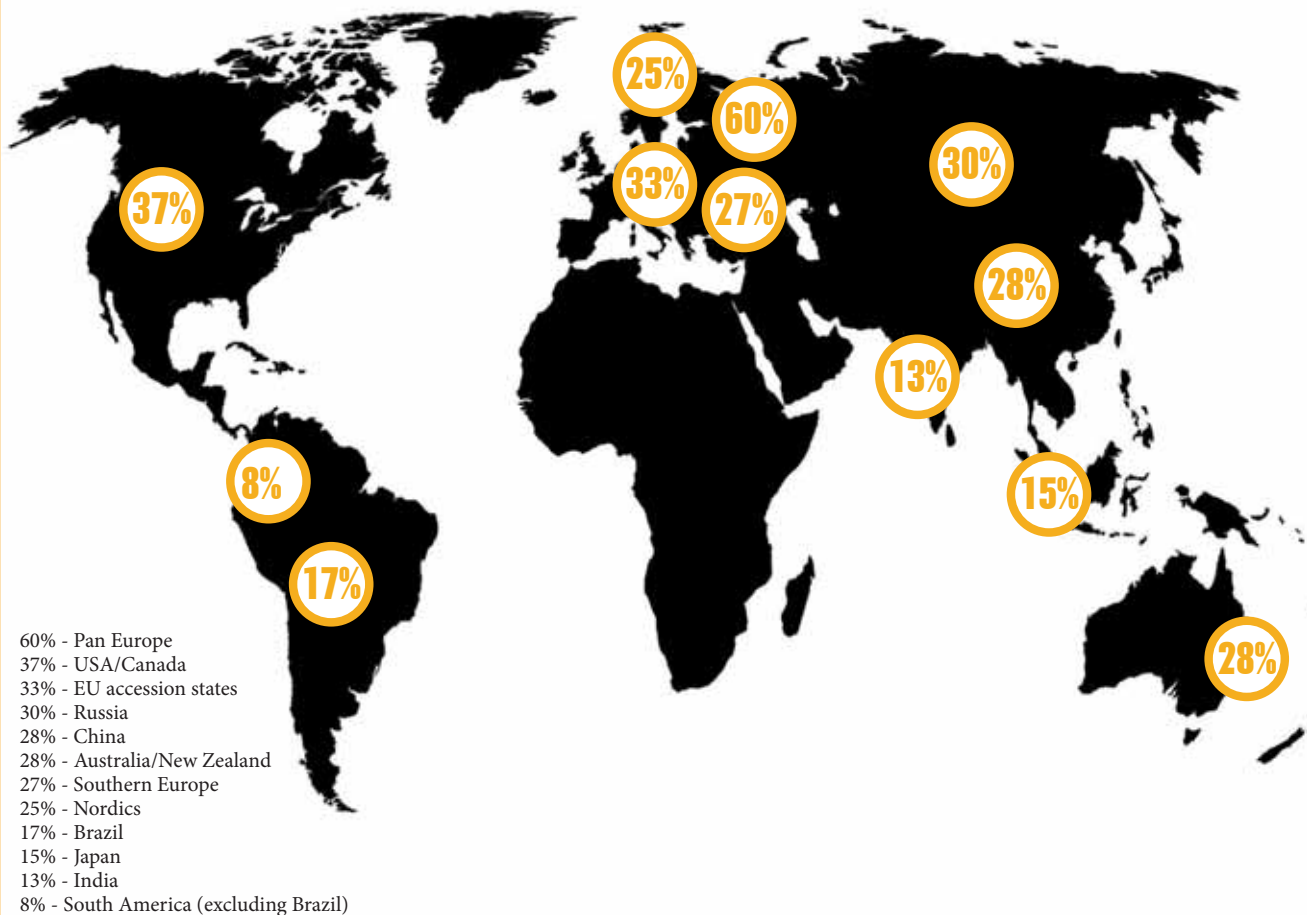 25%
60%
30%
33%
37%
27%
28%
13%
8%
15%
17%
28%
60% - Pan Europe
37% - USA/Canada
33% - EU accession states
30% - Russia
28% - China
28% - Australia/New Zealand
27% - Southern Europe
25% - Nordics
17% - Brazil
15% - Japan
13% - India
8% - South America (excluding Brazil)